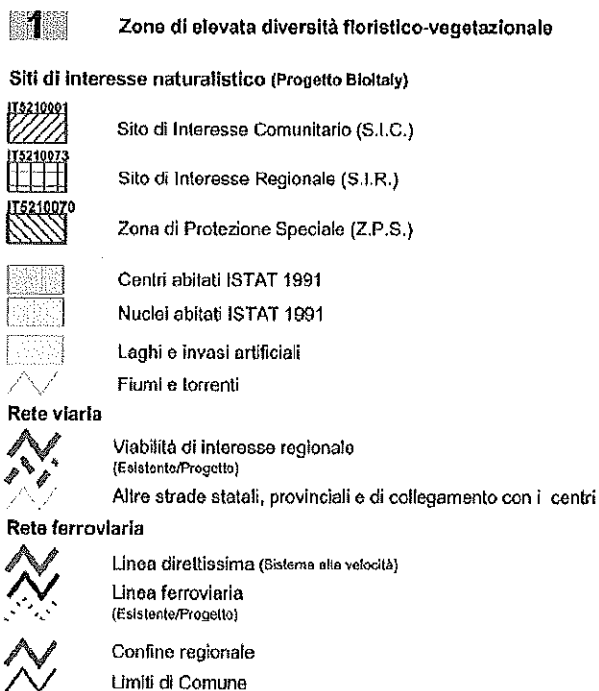 1 Zone di elevata diversità floristico-vegetazionale
Siti di interesse naturalistico (Progetto BioItaly)
IT5210001
Sito di Interesse Comunitario (S.I.C.)
IT5210073
Sito di Interesse Regionale (S.I.R.)
IT5210070
Zona di Protezione Speciale (Z.P.S.)
Centri abitati ISTAT 1991
Nuclei abitati ISTAT 1991
Laghi e invasi artificiali
Fiumi e torrenti
Rete viaria
Viabilità di interesse regionale
(Esistente/Progetto)
Altre strade statali, provinciali e di collegamento con i centri
Rete ferroviaria
Linea direttissima (Sistema alta velocità)
Linea ferroviaria
(Esistente/Progetto)
Confine regionale
Limiti di Comune